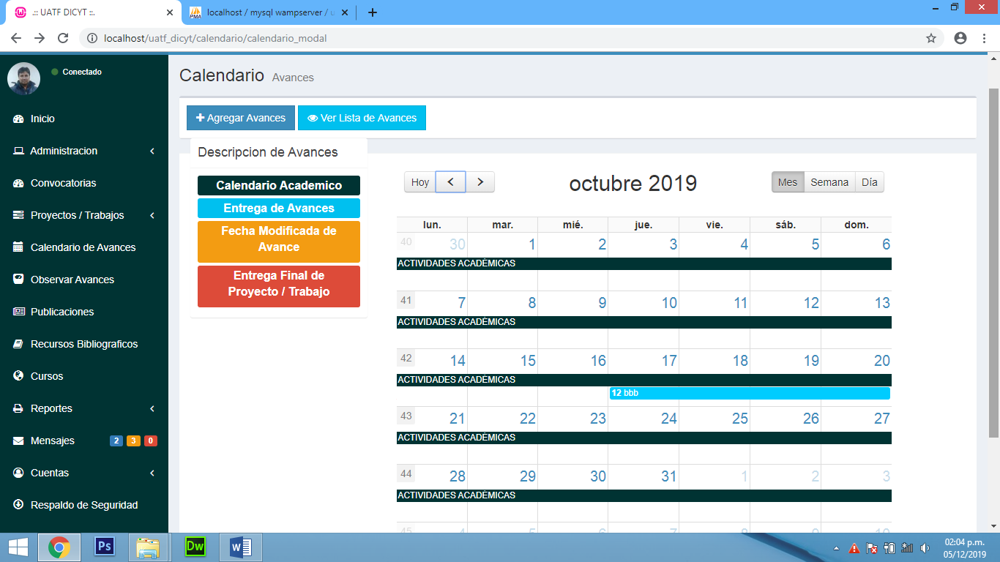 .:: UATF DICYT ::.
localhost / mysql wampserver / u
localhost/uatf_dicyt/calendario/calendario_modal
Conectado
Inicio
Administracion
Convocatorias
Proyectos / Trabajos
Calendario de Avances
Observar Avances
Publicaciones
Recursos Bibliograficos
Cursos
Reportes
Mensajes 2 3 0
Cuentas
Respaldo de Seguridad
Calendario Avances
Agregar Avances
Ver Lista de Avances
Descripcion de Avances
Calendario Academico
Entrega de Avances
Fecha Modificada de
Avance
Entrega Final de
Proyecto / Trabajo
Hoy
octubre 2019
Mes Semana Día
lun. mar. mié. jue. vie. sáb. dom.
40 30 1 2 3 4 5 6
ACTIVIDADES ACADÉMICAS
41 7 8 9 10 11 12 13
ACTIVIDADES ACADÉMICAS
42 14 15 16 17 18 19 20
ACTIVIDADES ACADÉMICAS
12 bbb
43 21 22 23 24 25 26 27
ACTIVIDADES ACADÉMICAS
44 28 29 30 31 1 2 3
ACTIVIDADES ACADÉMICAS
45 4 5 6 7 8 9 10
PMA
Ps
Dw
02:04 p.m.
05/12/2019